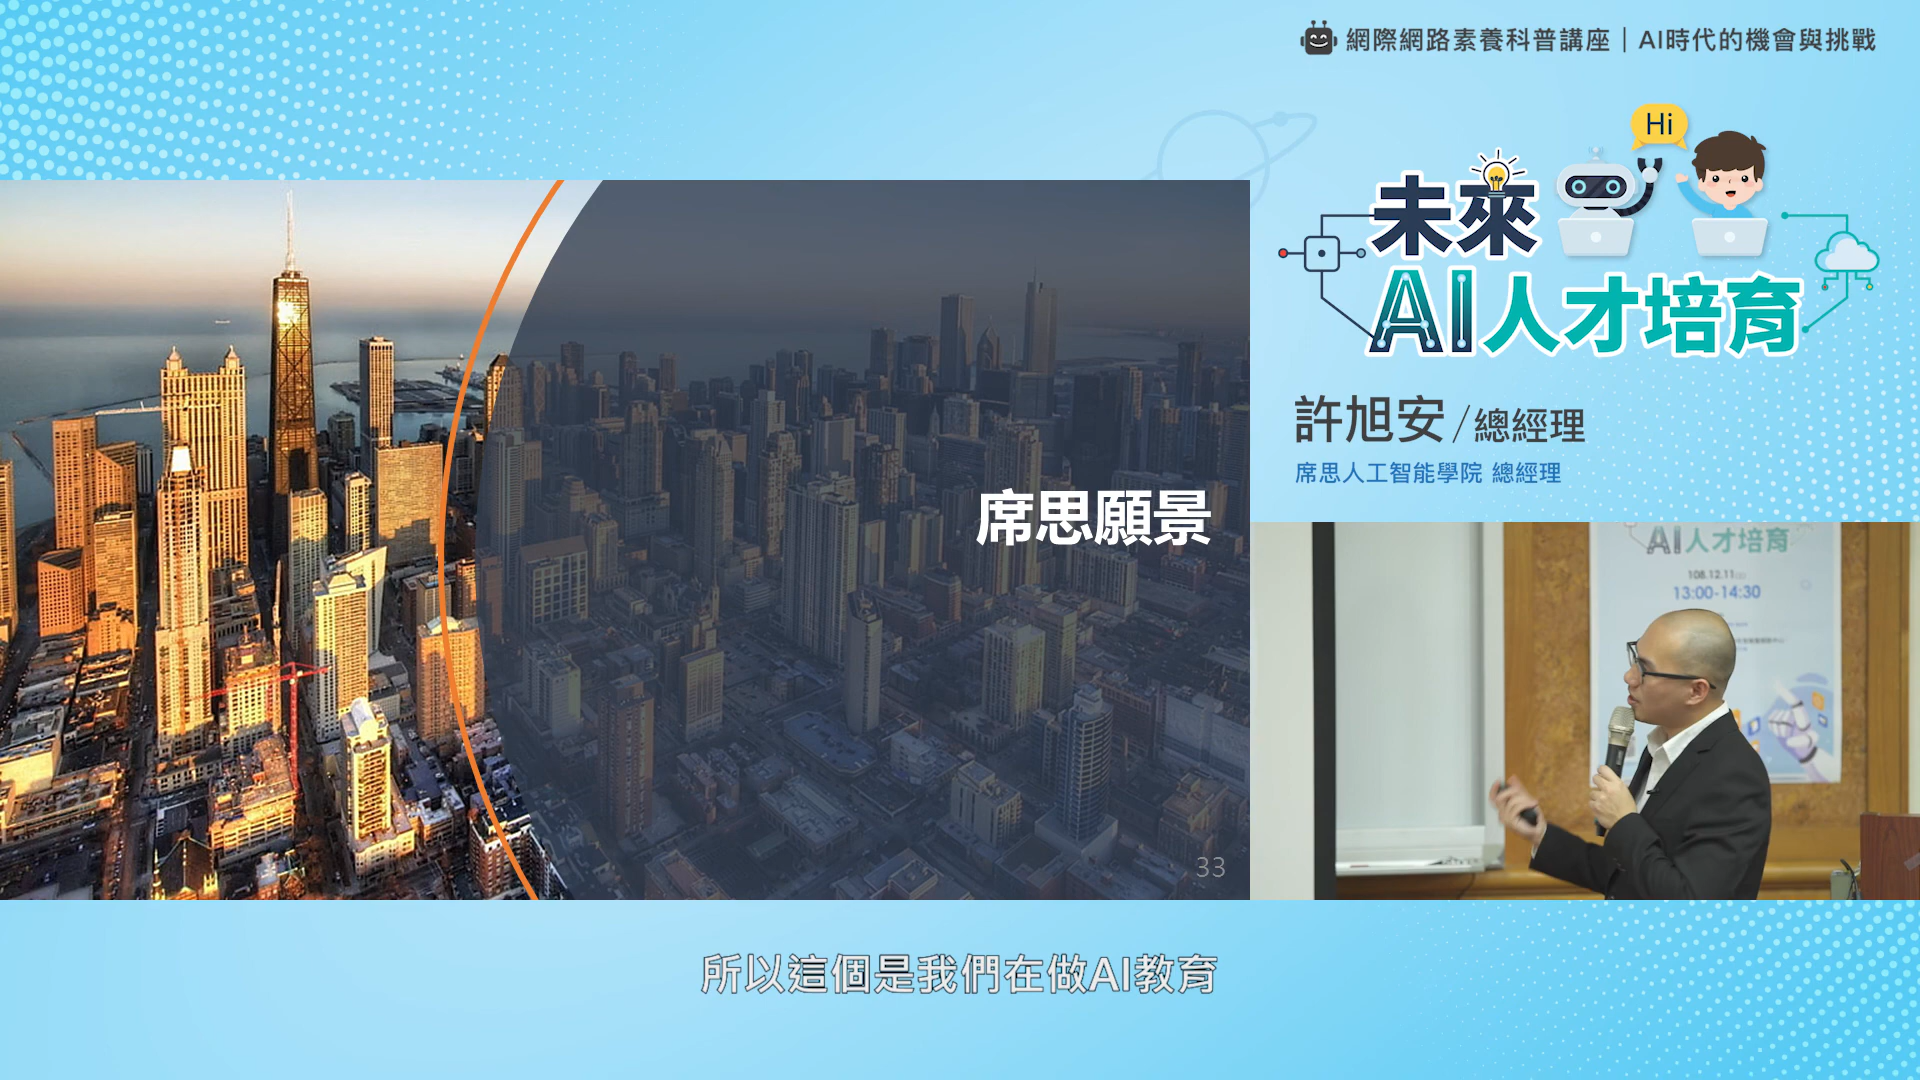 網際網路素養科普講座｜AI時代的機會與挑戰
Hi
未來
AI人才培育
許旭安/總經理
席思人工智能學院 總經理
席思願景
33
AI人才培育
108.12.11
13:00-14:30
所以這個是我們在做AI教育